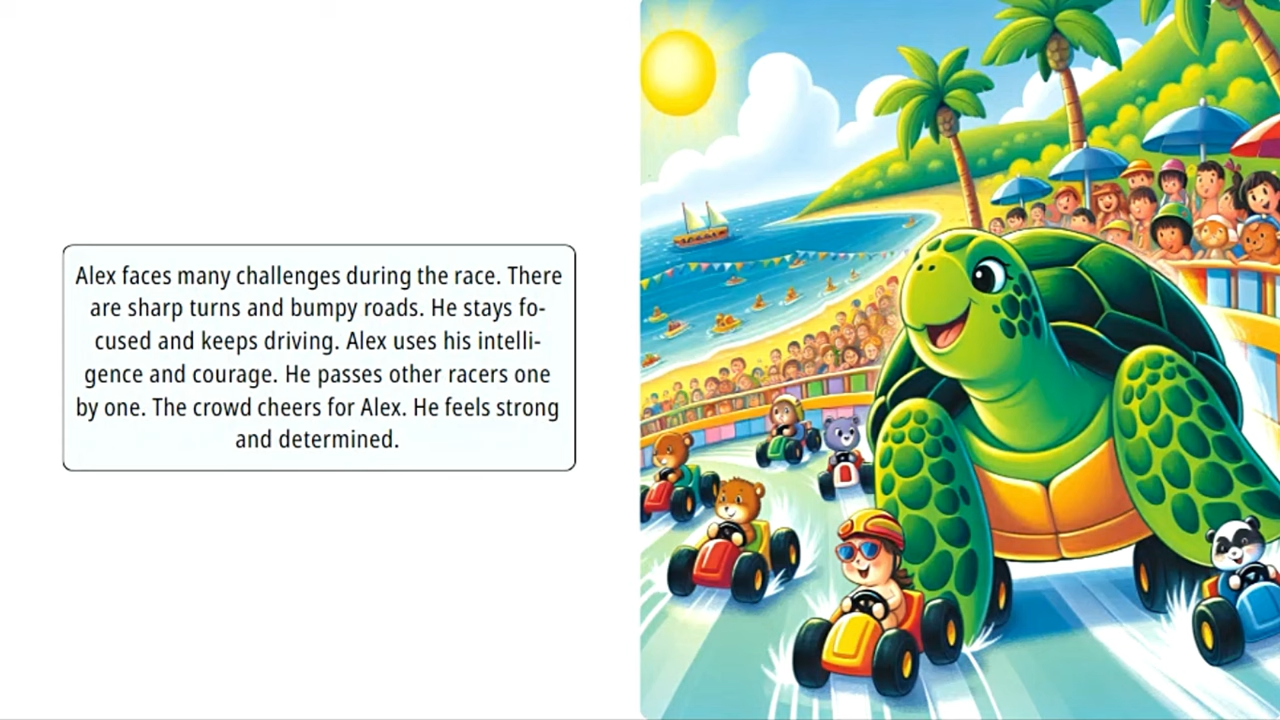 Alex faces many challenges during the race. There
are sharp turns and bumpy roads. He stays fo-
cused and keeps driving. Alex uses his intelli-
gence and courage. He passes other racers one
by one. The crowd cheers for Alex. He feels strong
and determined.